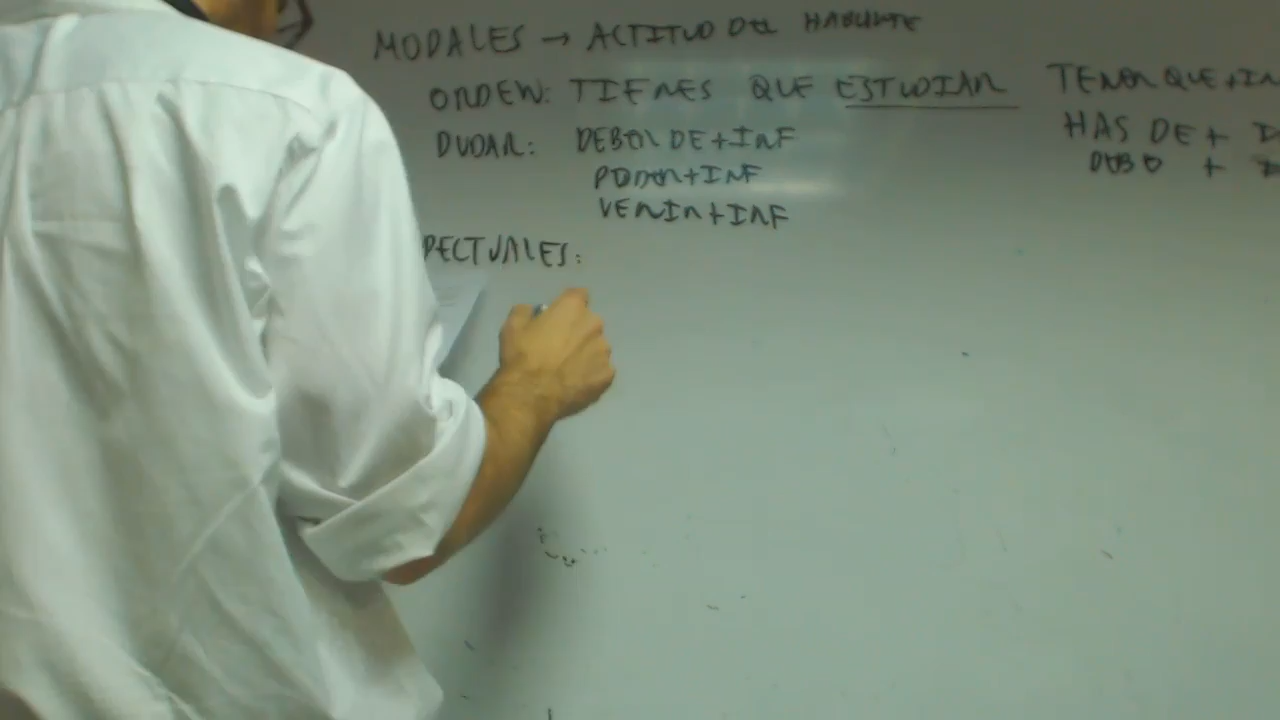 MODALES → ACTITUD DEL HABLANTE
ORDEN: TIENES QUE ESTUDIAR TENER QUE+IN
DUDAR: DEBER DE+INF HAS DE +
PODER+INF DEBO +
VENIR+INF
PECTUALES: